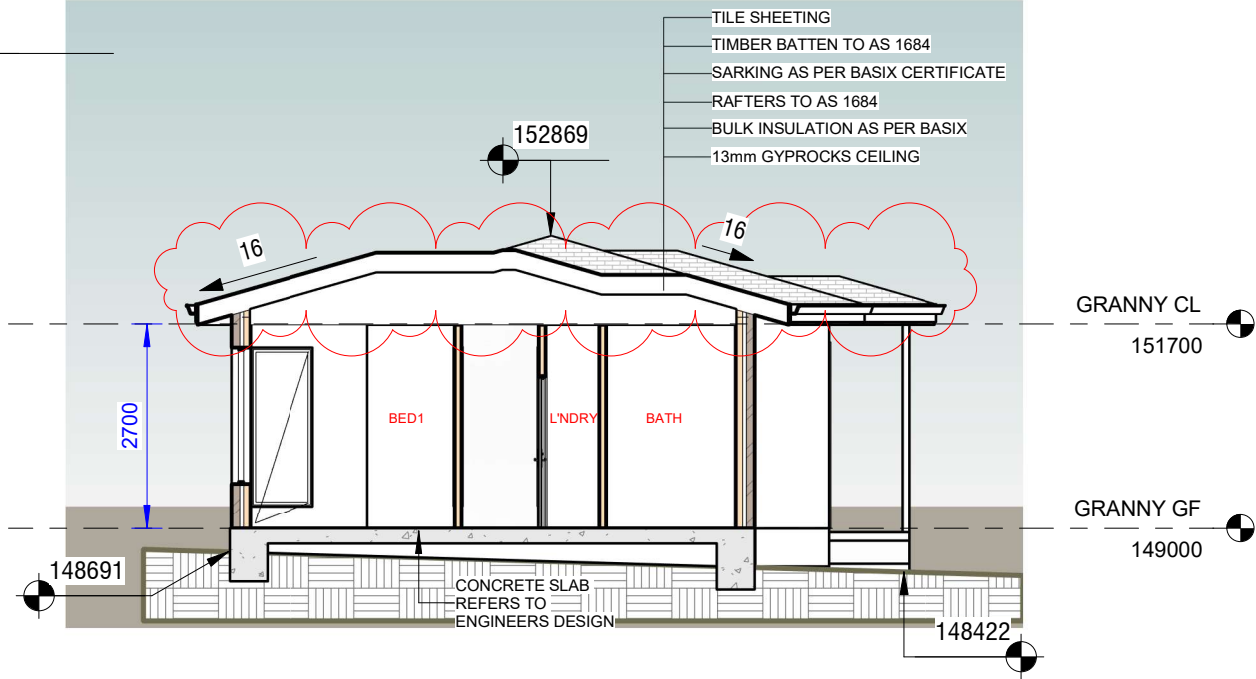 TILE SHEETING
TIMBER BATTEN TO AS 1684
SARKING AS PER BASIX CERTIFICATE
RAFTERS TO AS 1684
BULK INSULATION AS PER BASIX
13mm GYPROCKS CEILING
152869
16
16
GRANNY CL
151700
2700
BED1
L'NDRY
BATH
GRANNY GF
149000
148691
CONCRETE SLAB
REFERS TO
ENGINEERS DESIGN
148422